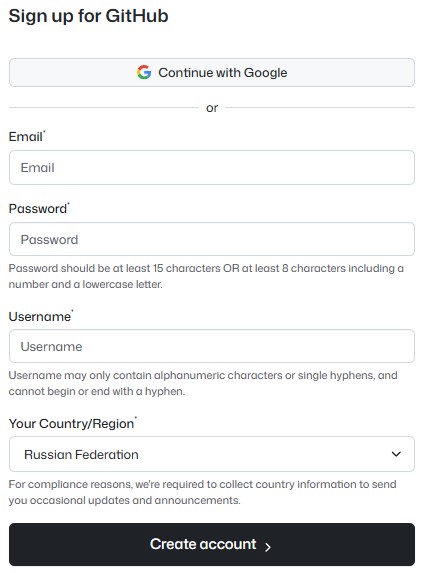 Sign up for GitHub
Continue with Google
or
Email*
Email
Password*
Password
Password should be at least 15 characters OR at least 8 characters including a
number and a lowercase letter.
Username*
Username
Username may only contain alphanumeric characters or single hyphens, and
cannot begin or end with a hyphen.
Your Country/Region*
Russian Federation
For compliance reasons, we're required to collect country information to send
you occasional updates and announcements.
Create account